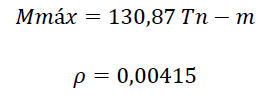 Mmáx = 130,87 Tn − m
ρ = 0,00415